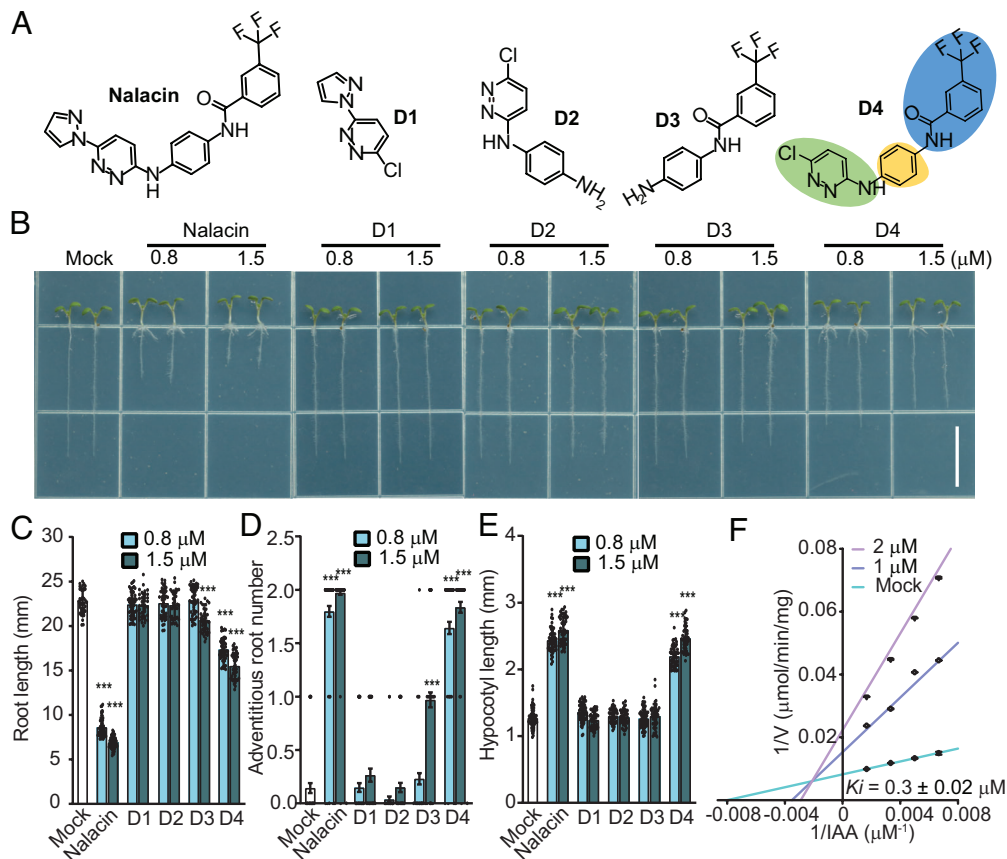 A
Nalacin
D1
D2
D3
D4
F
F
F
O
NH
N
N
N
N
N
H
N
N
N
N
Cl
Cl
N
N
HN
NH2
F
F
F
O
NH
H2N
F
F
F
O
NH
Cl
N
N
NH
B
Nalacin D1 D2 D3 D4
Mock 0.8 1.5 0.8 1.5 0.8 1.5 0.8 1.5 0.8 1.5 (μM)
C
0.8 μM
1.5 μM
Root length (mm)
30
25
20
15
10
5
0
***
***
***
***
***
Mock
Nalacin
D1
D2
D3
D4
D
0.8 μM
1.5 μM
Adventitious root number
2.5
2.0
1.5
1.0
0.5
0.0
***
***
***
***
***
Mock
Nalacin
D1
D2
D3
D4
E
0.8 μM
1.5 μM
Hypocotyl length (mm)
4
3
2
1
0
***
***
***
***
Mock
Nalacin
D1
D2
D3
D4
F
2 μM
1 μM
Mock
1/V (μmol/min/mg)
0.08
0.06
0.04
0.02
Ki = 0.3 ± 0.02 μM
-0.008 -0.004 0 0.004 0.008
1/IAA (μM-1)